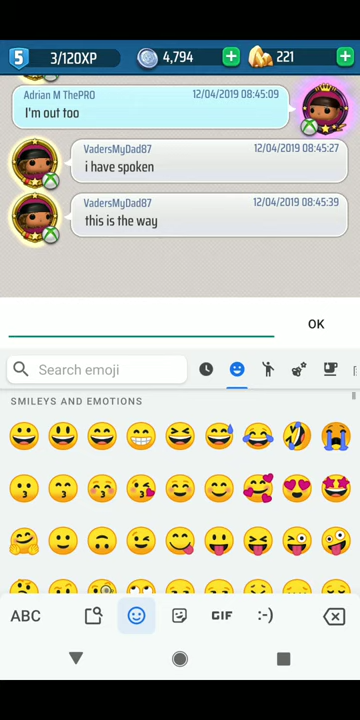 5 3/120XP 4,794 221
Adrian M ThePRO 12/04/2019 08:45:09
I'm out too
VadersMyDad87 12/04/2019 08:45:27
i have spoken
VadersMyDad87 12/04/2019 08:45:39
this is the way
OK
Search emoji
SMILEYS AND EMOTIONS
ABC GIF :-)